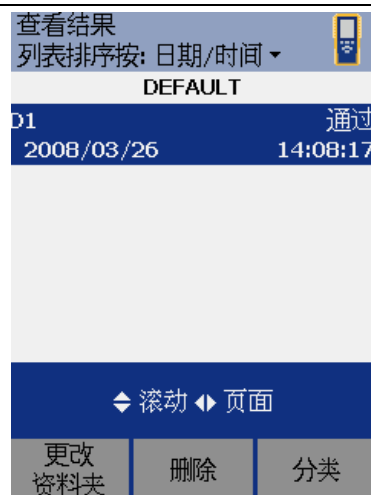 查看结果
列表排序按: 日期/时间
DEFAULT
D1 通过
2008/03/26 14:08:17
滚动 页面
更改 资料夹 删除 分类